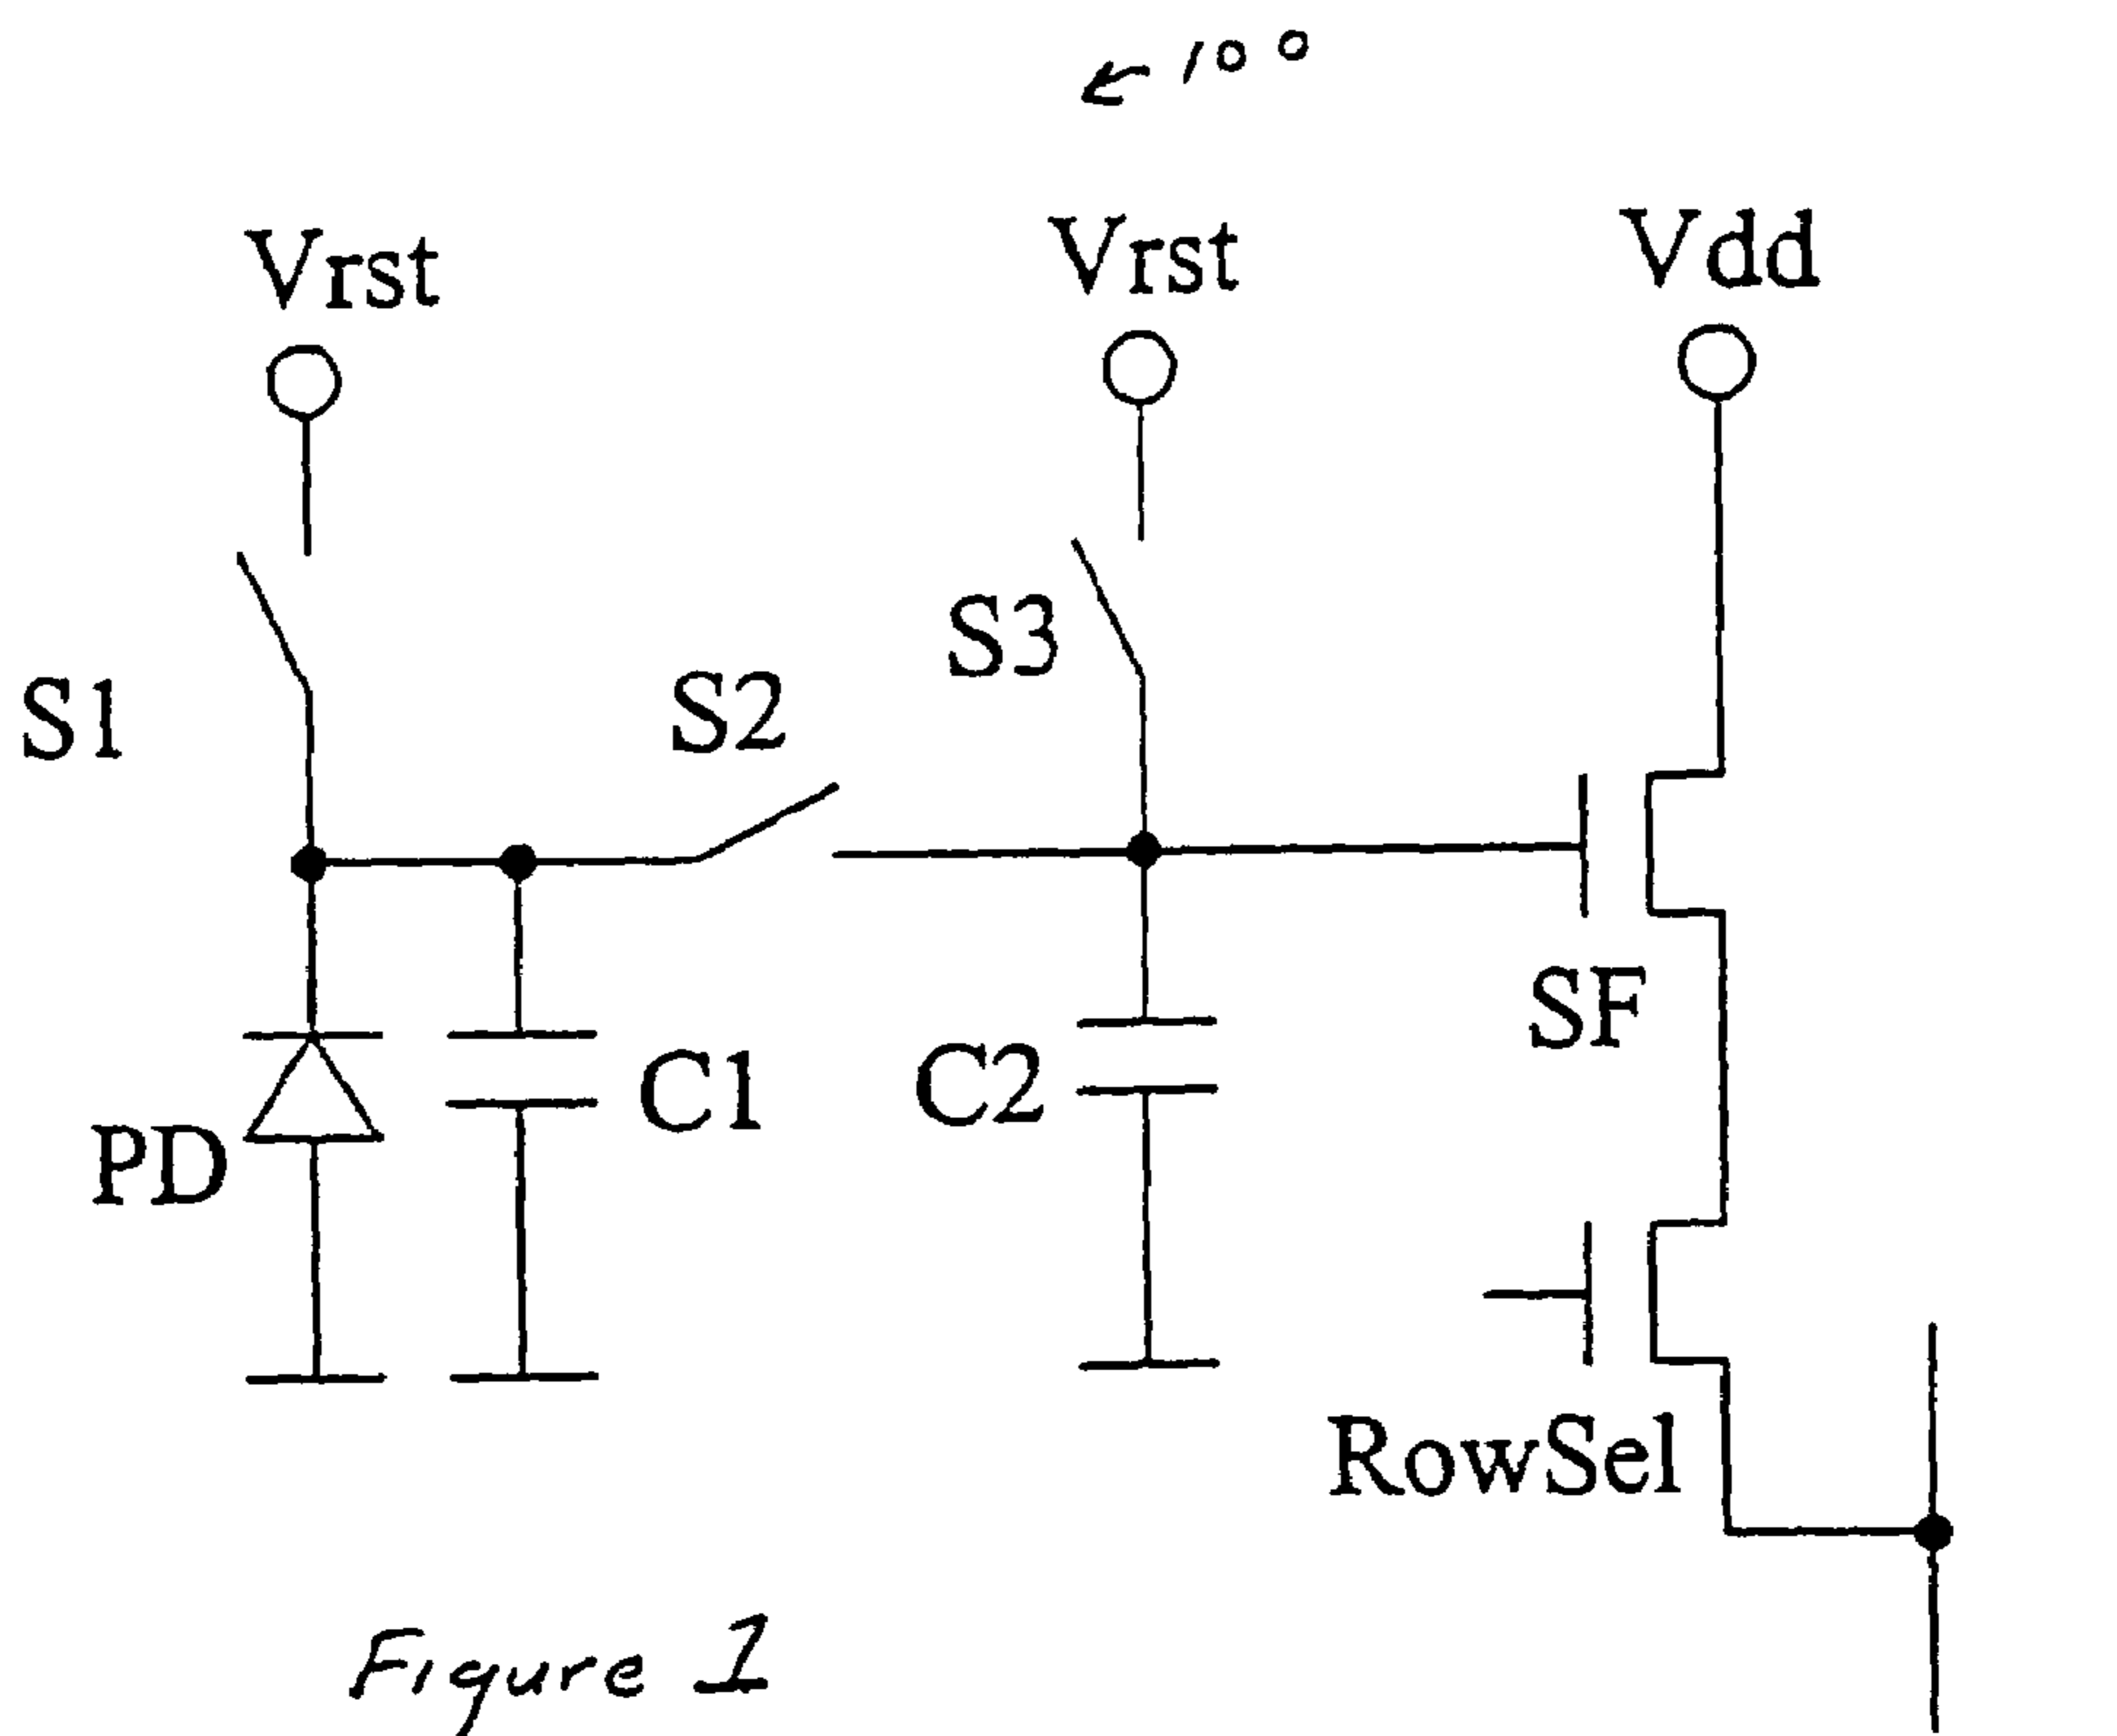 100
Vrst
Vrst
Vdd
S1
S2
S3
SF
PD
C1
C2
RowSel
Figure 1